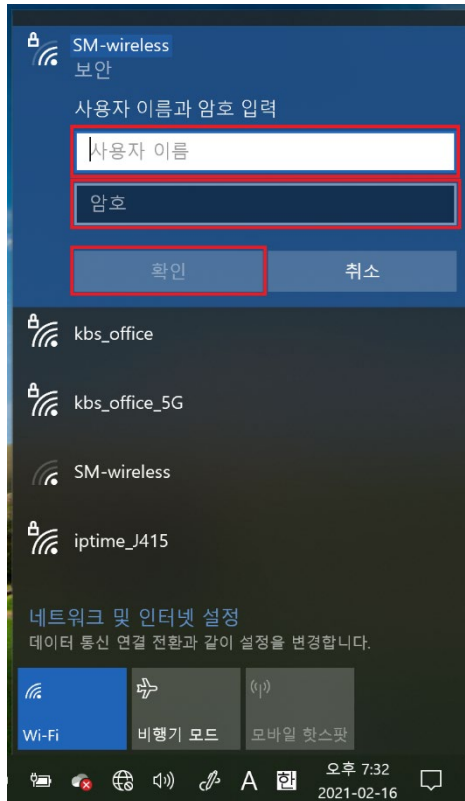 SM-wireless
보안
사용자 이름과 암호 입력
사용자 이름
암호
확인 취소
kbs_office
kbs_office_5G
SM-wireless
iptime_J415
네트워크 및 인터넷 설정
데이터 통신 연결 전환과 같이 설정을 변경합니다.
Wi-Fi 비행기 모드 모바일 핫스팟
A 한 오후 7:32
2021-02-16